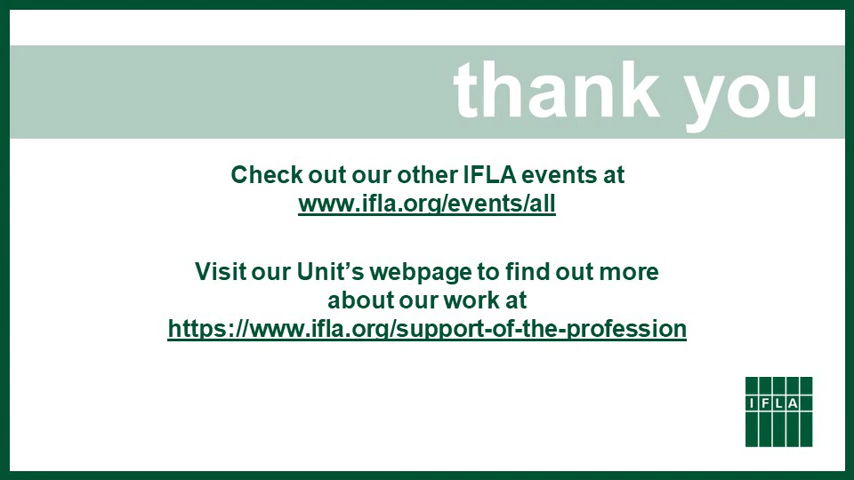 thank you
Check out our other IFLA events at
www.ifla.org/events/all
Visit our Unit’s webpage to find out more
about our work at
https://www.ifla.org/support-of-the-profession
IFLA